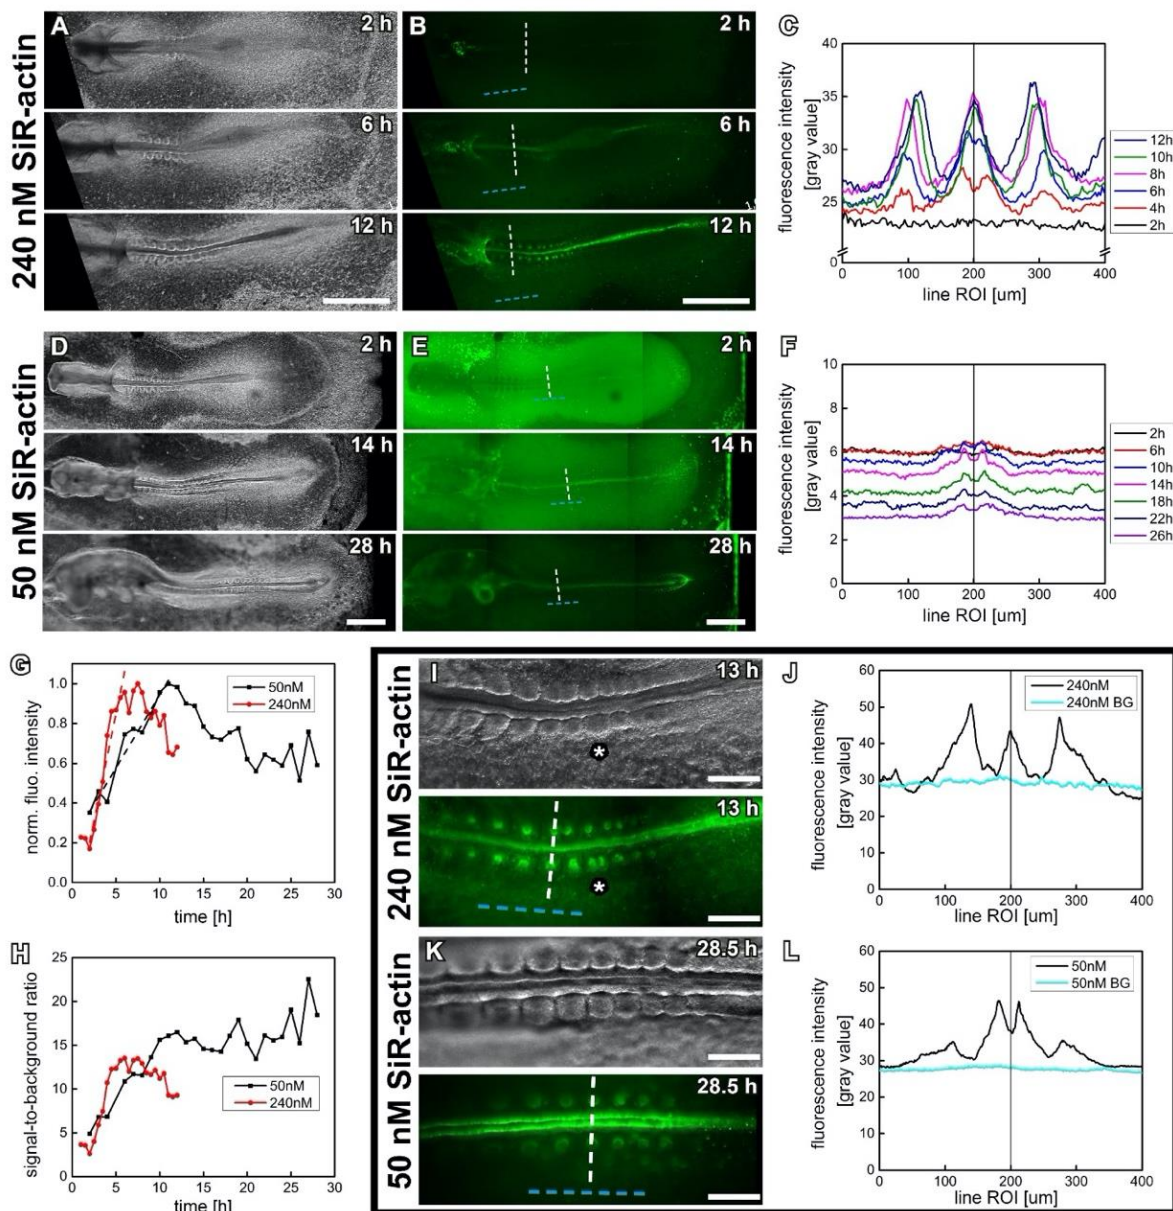 240 nM SiR-actin
A
2 h
6 h
12 h
B
2 h
6 h
12 h
C
fluorescence intensity
[gray value]
40
35
30
25
0
0
100
200
300
400
line ROI [um]
12h
10h
8h
6h
4h
2h
50 nM SiR-actin
D
2 h
14 h
28 h
E
2 h
14 h
28 h
F
fluorescence intensity
[gray value]
10
8
6
4
2
0
0
100
200
300
400
line ROI [um]
2h
6h
10h
14h
18h
22h
26h
G
norm. fluo. intensity
1.0
0.8
0.6
0.4
0.2
0.0
0
5
10
15
20
25
30
time [h]
50nM
240nM
H
signal-to-background ratio
25
20
15
10
5
0
0
5
10
15
20
25
30
time [h]
50nM
240nM
240 nM SiR-actin
I
13 h
*
13 h
*
J
fluorescence intensity
[gray value]
60
50
40
30
20
10
0
0
100
200
300
400
line ROI [um]
240nM
240nM BG
50 nM SiR-actin
K
28.5 h
28.5 h
L
fluorescence intensity
[gray value]
60
50
40
30
20
10
0
0
100
200
300
400
line ROI [um]
50nM
50nM BG